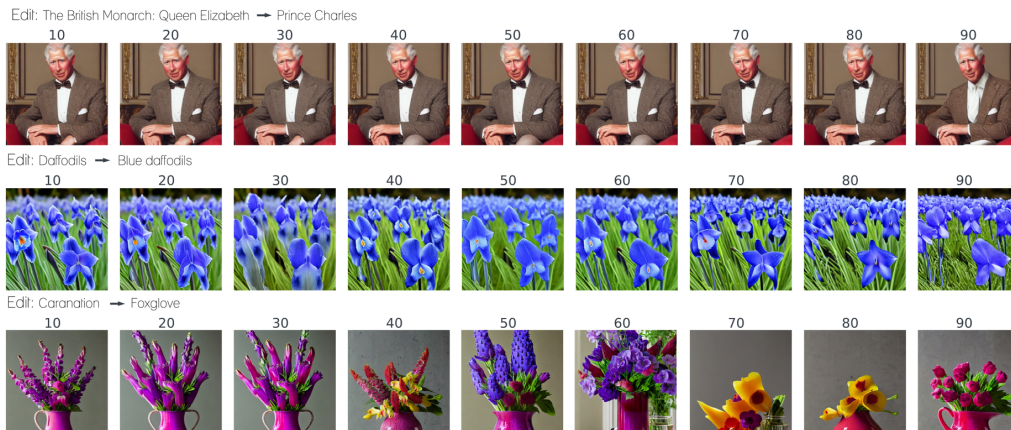 Edit: The British Monarch: Queen Elizabeth → Prince Charles
10 20 30 40 50 60 70 80 90
Edit: Daffodils → Blue daffodils
10 20 30 40 50 60 70 80 90
Edit: Caranation → Foxglove
10 20 30 40 50 60 70 80 90